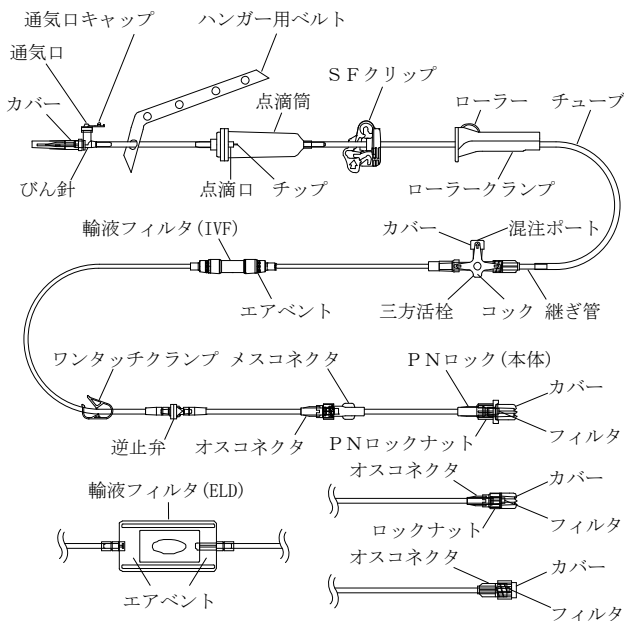 通気口キャップ
ハンガー用ベルト
通気口
SFクリップ
カバー
点滴筒
ローラー
チューブ
びん針
点滴口
チップ
ローラークランプ
輸液フィルタ(IVF)
カバー
混注ポート
エアベント
三方活栓
コック
継ぎ管
ワンタッチクランプ
メスコネクタ
PNロック(本体)
カバー
逆止弁
オスコネクタ
PNロックナット
フィルタ
輸液フィルタ(ELD)
オスコネクタ
カバー
ロックナット
フィルタ
エアベント
オスコネクタ
カバー
フィルタ